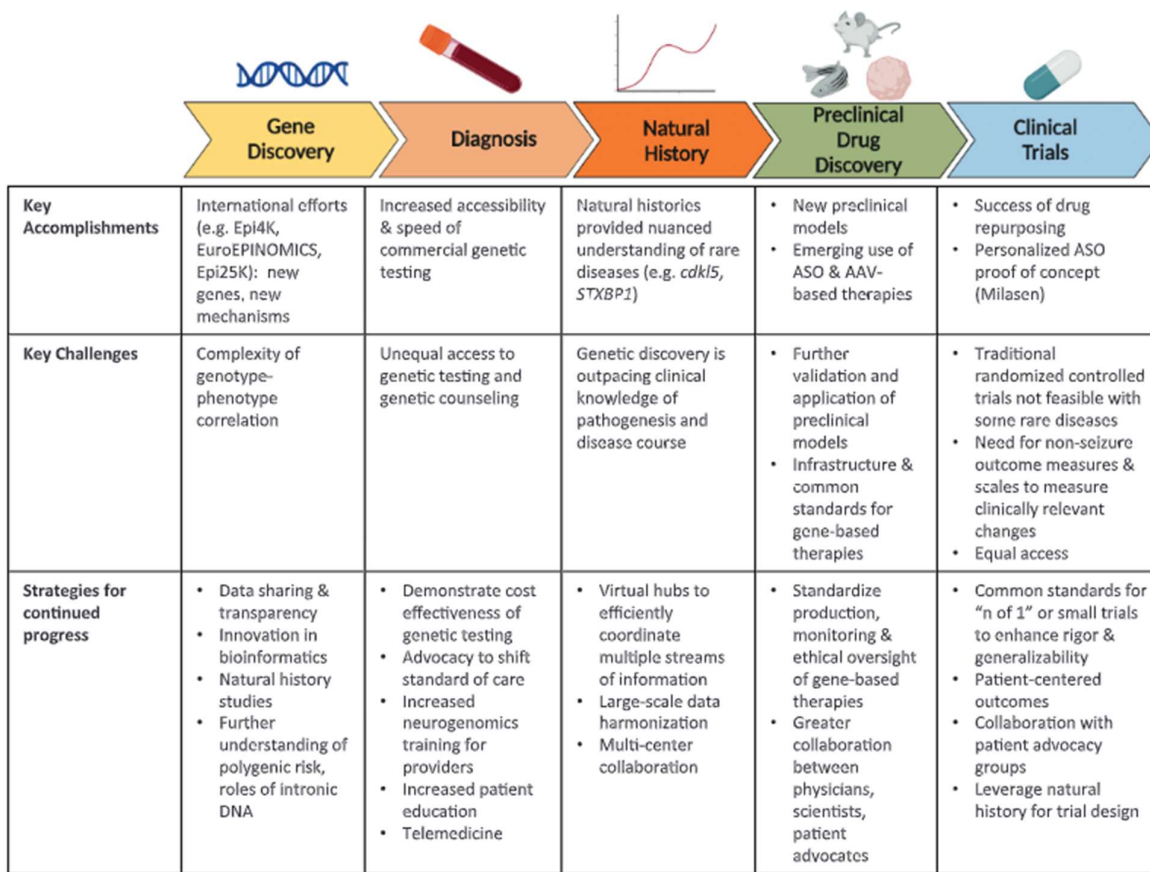 Gene
Discovery
Diagnosis
Natural
History
Preclinical
Drug
Discovery
Clinical
Trials
Key
Accomplishments
International efforts
(e.g. Epi4K,
EuroEPINOMICS,
Epi25K):  new
genes, new
mechanisms
Increased accessibility
& speed of
commercial genetic
testing
Natural histories
provided nuanced
understanding of rare
diseases (e.g. cdkl5,
STXBP1)
• New preclinical
models
• Emerging use of
ASO & AAV-
based therapies
• Success of drug
repurposing
• Personalized ASO
proof of concept
(Milasen)
Key Challenges
Complexity of
genotype-
phenotype
correlation
Unequal access to
genetic testing and
genetic counseling
Genetic discovery is
outpacing clinical
knowledge of
pathogenesis and
disease course
• Further
validation and
application of
preclinical
models
• Infrastructure &
common
standards for
gene-based
therapies
• Traditional
randomized controlled
trials not feasible with
some rare diseases
• Need for non-seizure
outcome measures &
scales to measure
clinically relevant
changes
• Equal access
Strategies for
continued
progress
• Data sharing &
transparency
• Innovation in
bioinformatics
• Natural history
studies
• Further
understanding of
polygenic risk,
roles of intronic
DNA
• Demonstrate cost
effectiveness of
genetic testing
• Advocacy to shift
standard of care
• Increased
neurogenomics
training for
providers
• Increased patient
education
• Telemedicine
• Virtual hubs to
efficiently
coordinate
multiple streams
of information
• Large-scale data
harmonization
• Multi-center
collaboration
• Standardize
production,
monitoring &
ethical oversight
of gene-based
therapies
• Greater
collaboration
between
physicians,
scientists,
patient
advocates
• Common standards for
“n of 1” or small trials
to enhance rigor &
generalizability
• Patient-centered
outcomes
• Collaboration with
patient advocacy
groups
• Leverage natural
history for trial design